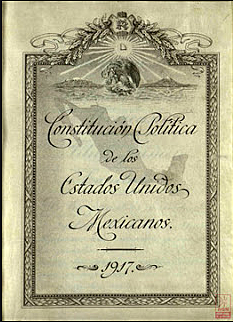 Constitución Política
de los
Estados Unidos
Mexicanos.
1917.